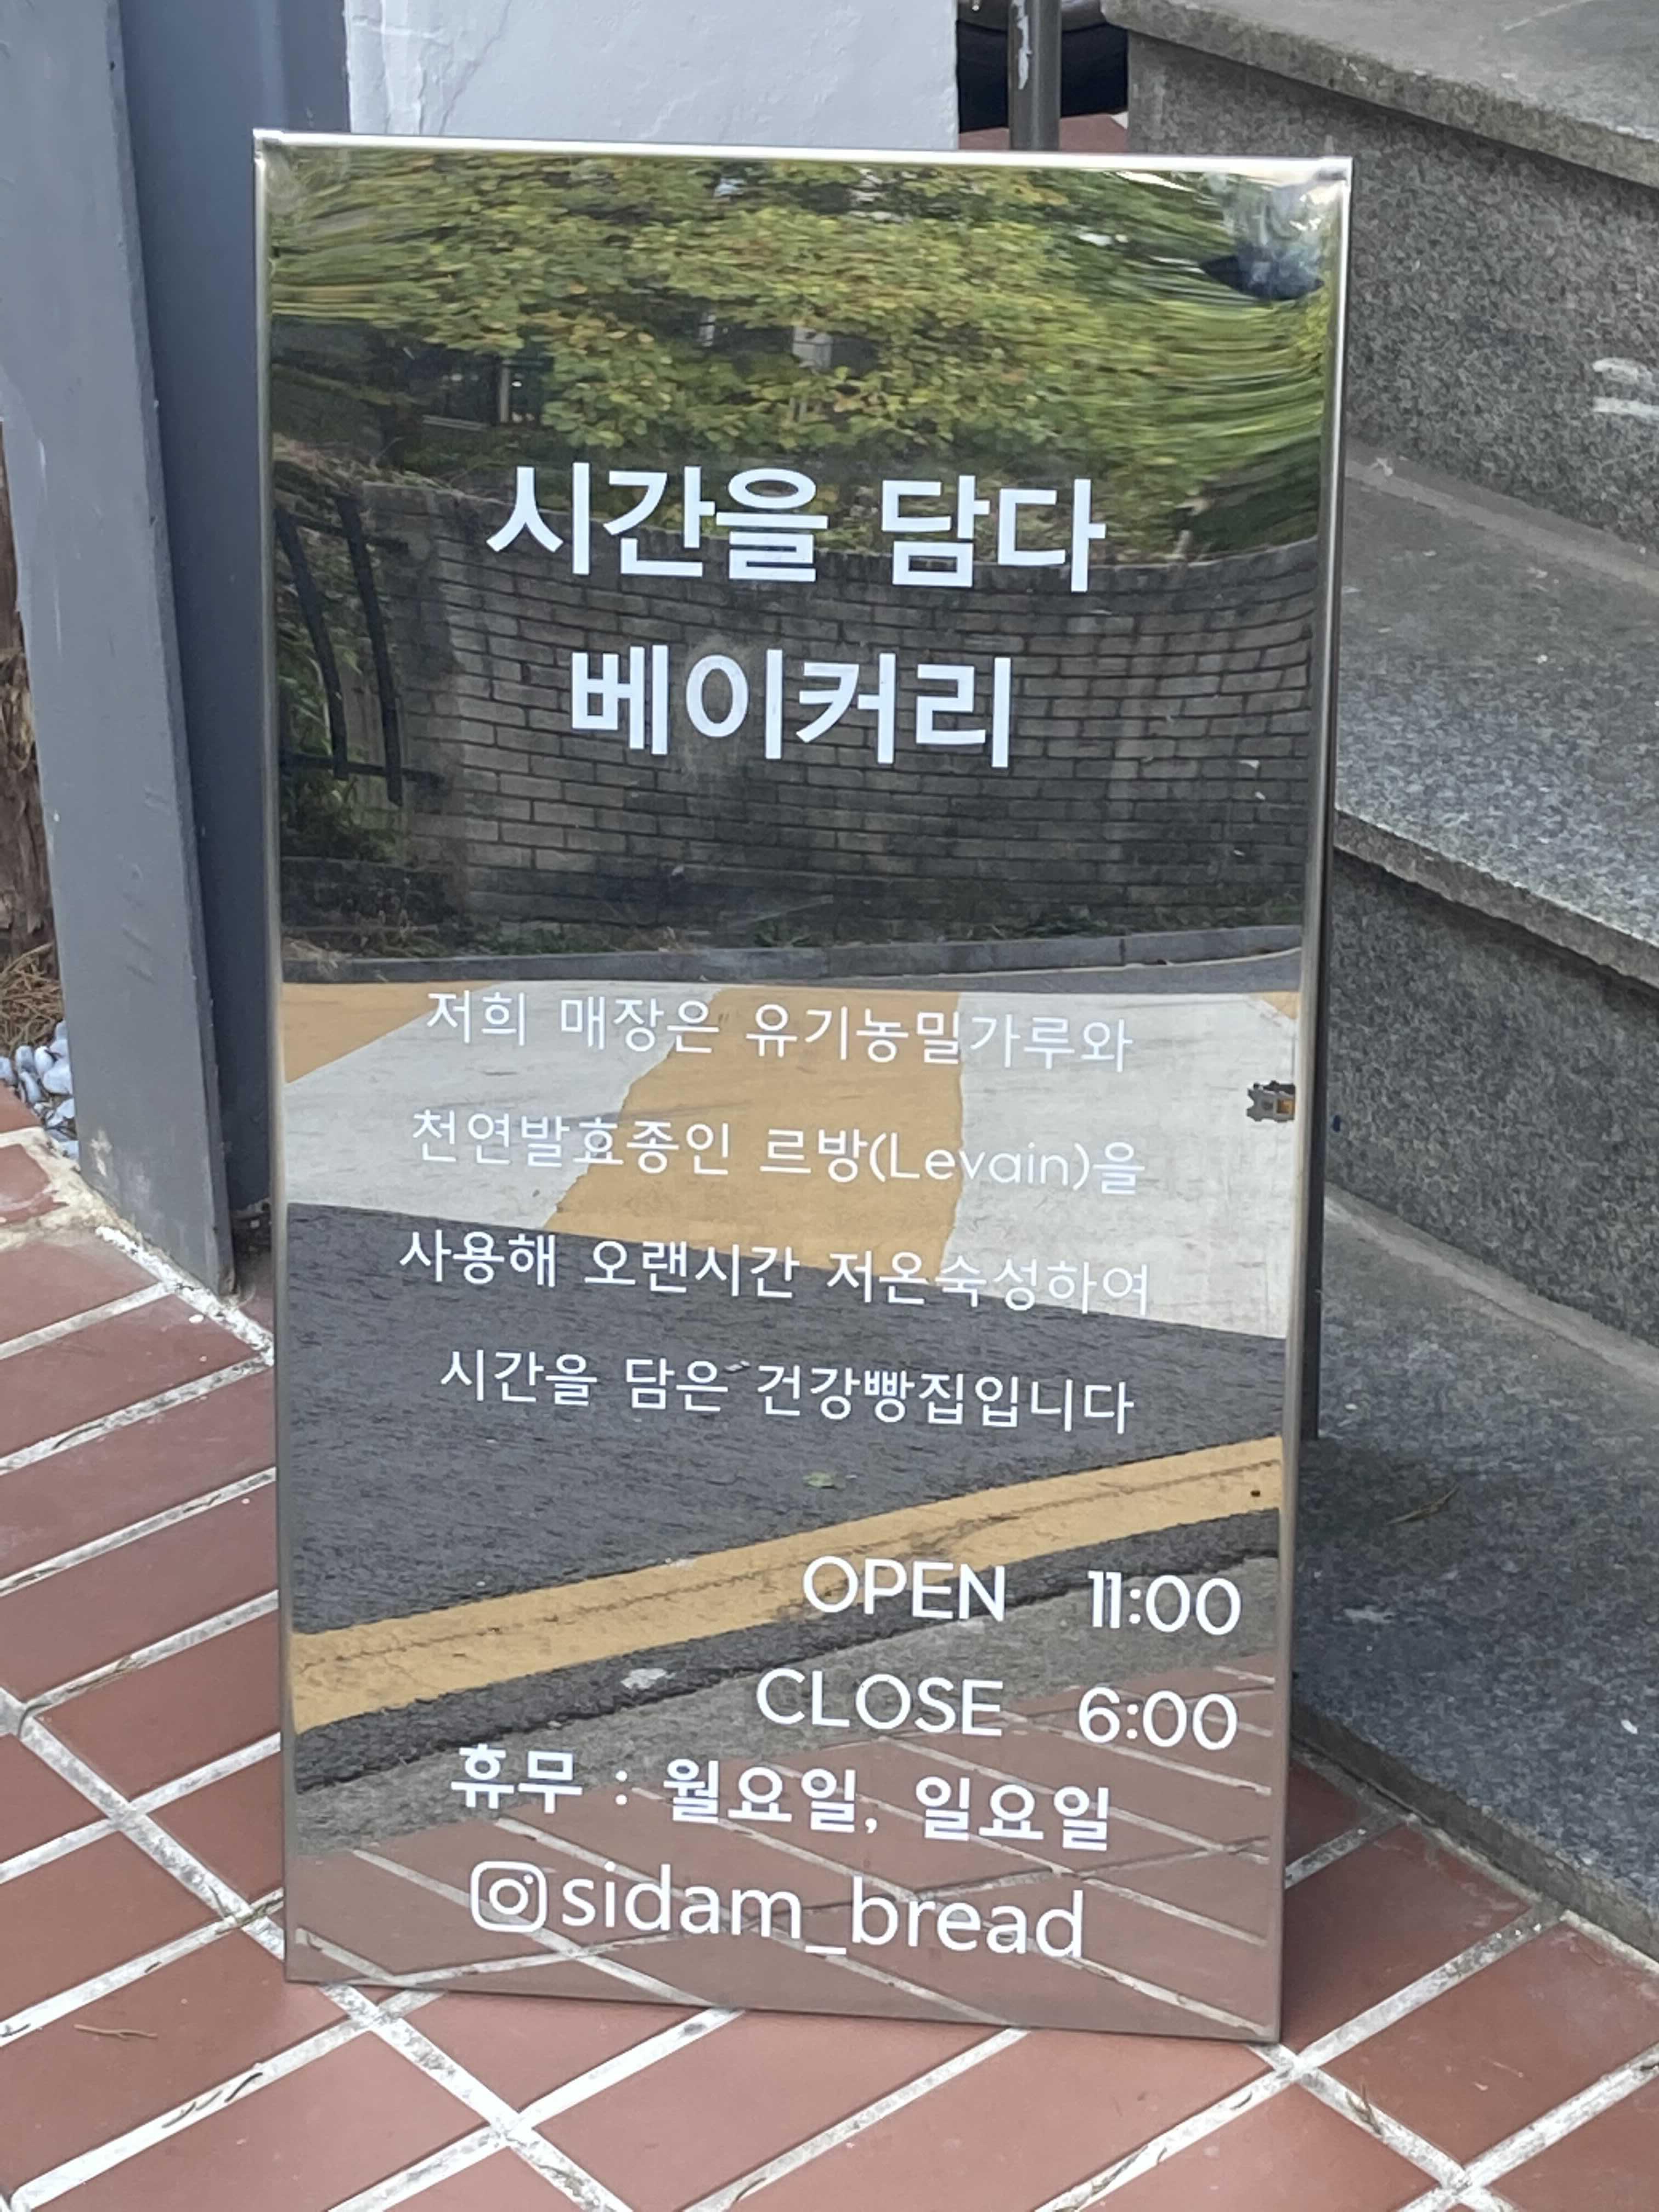 시간을 담다
베이커리
저희 매장은 유기농밀가루와
천연발효종인 르방(Levain)을
사용해 오랜시간 저온숙성하여
시간을 담은 건강빵집입니다
OPEN 11:00
CLOSE 6:00
휴무 : 월요일, 일요일
sidam_bread